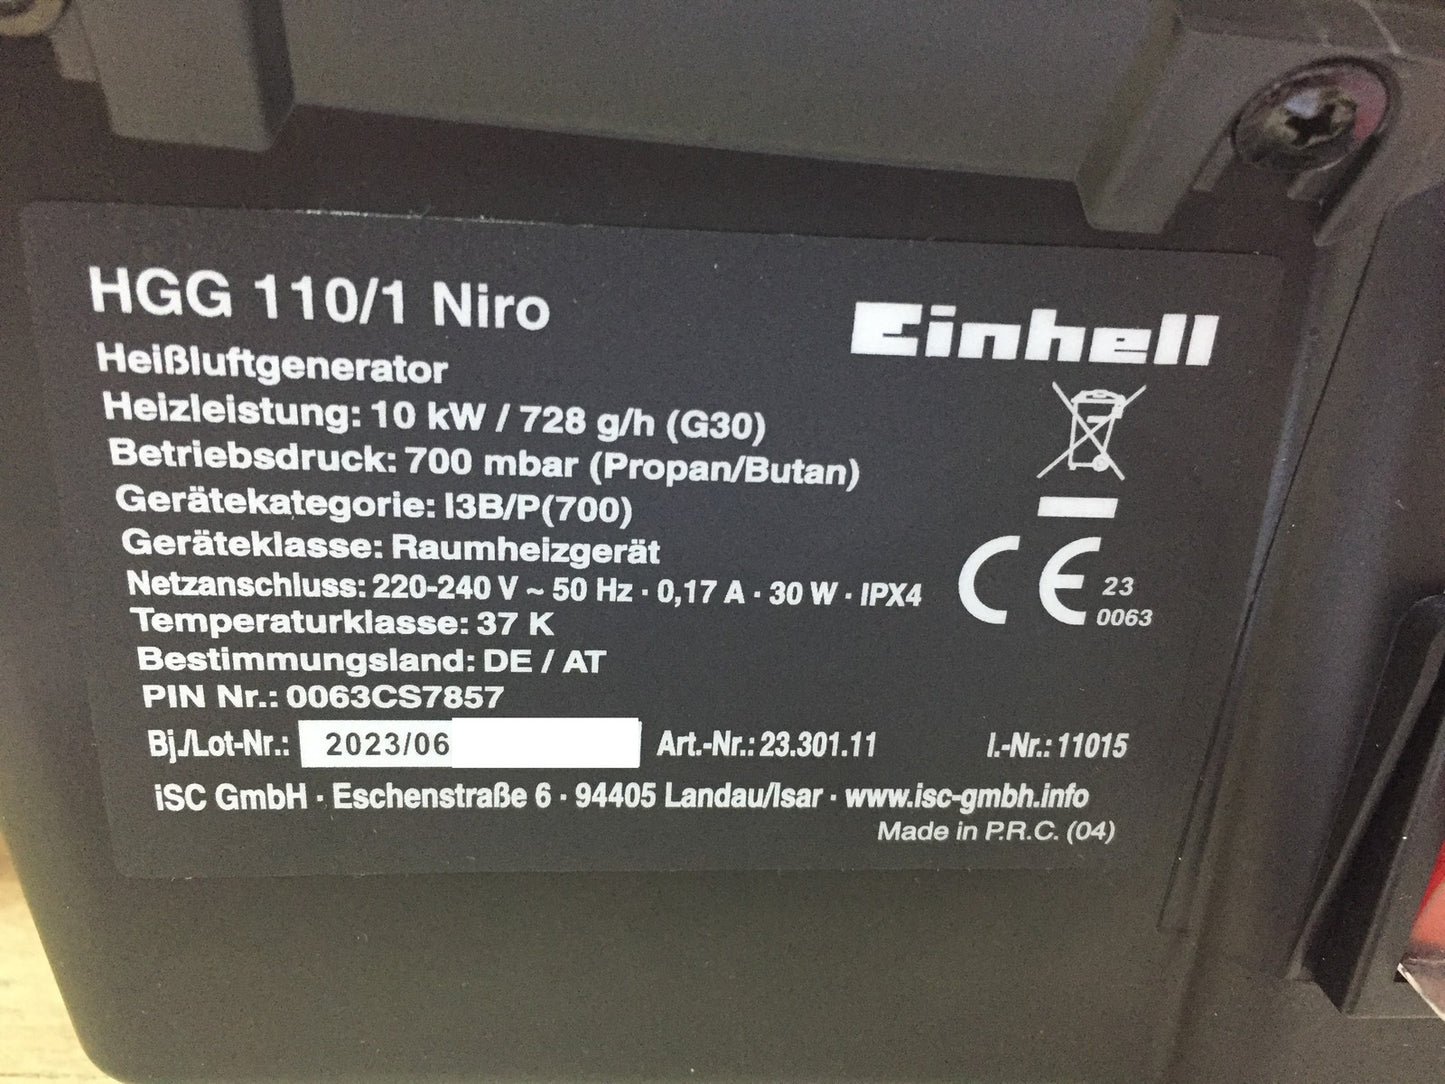 HGG 110/1 Niro
Einhell
Heißluftgenerator
Heizleistung: 10 kW / 728 g/h (G30)
Betriebsdruck: 700 mbar (Propan/Butan)
Gerätekategorie: I3B/P(700)
Geräteklasse: Raumheizgerät
Netzanschluss: 220-240 V ~ 50 Hz · 0,17 A · 30 W · IPX4
CE 23
0063
Temperaturklasse: 37 K
Bestimmungsland: DE / AT
PIN Nr.: 0063CS7857
Bj./Lot-Nr.: 2023/06 Art.-Nr.: 23.301.11 I.-Nr.: 11015
iSC GmbH · Eschenstraße 6 · 94405 Landau/Isar · www.isc-gmbh.info
Made in P.R.C. (04)